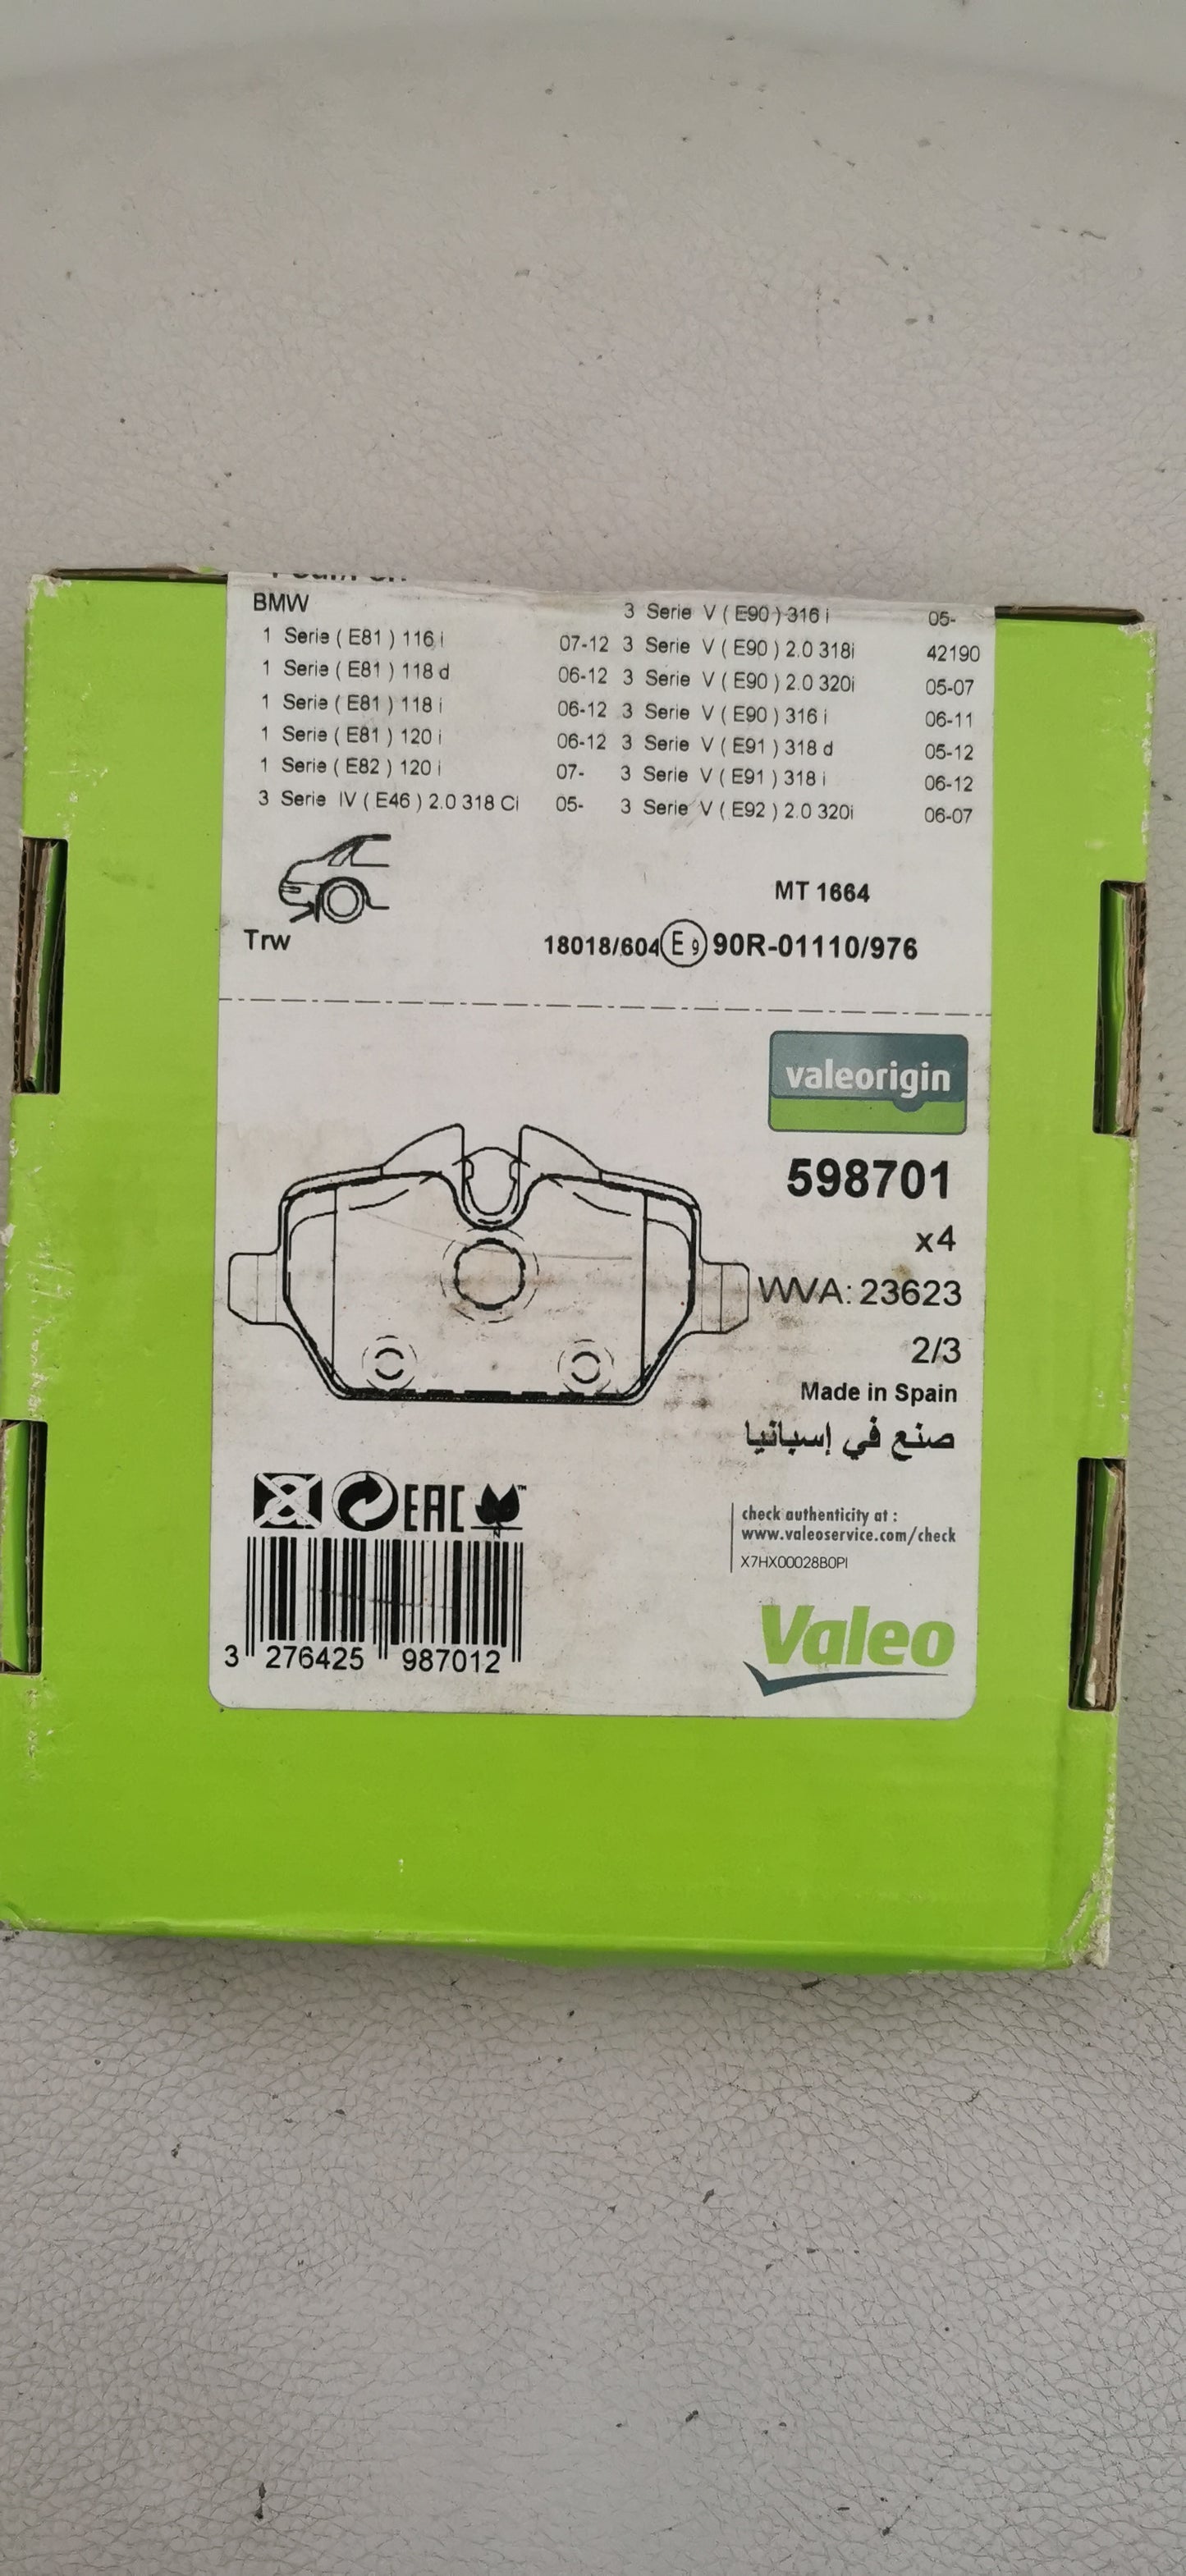 BMW
1 Serie ( E81 ) 116 i 07-12
1 Serie ( E81 ) 118 d 06-12
1 Serie ( E81 ) 118 i 06-12
1 Serie ( E81 ) 120 i 06-12
1 Serie ( E82 ) 120 i 07-
3 Serie IV ( E46 ) 2.0 318 Ci 05-
3 Serie V ( E90 ) 316 i 05-
3 Serie V ( E90 ) 2.0 318i 42190
3 Serie V ( E90 ) 2.0 320i 05-07
3 Serie V ( E90 ) 316 i 06-11
3 Serie V ( E91 ) 318 d 05-12
3 Serie V ( E91 ) 318 i 06-12
3 Serie V ( E92 ) 2.0 320i 06-07
MT 1664
Trw
18018/604 E9 90R-01110/976
valeorigin
598701
x4
WVA: 23623
2/3
Made in Spain
صنع في إسبانيا
EAC
TM
N
check authenticity at :
www.valeoservice.com/check
X7HX00028B0PI
Valeo
3 276425 987012